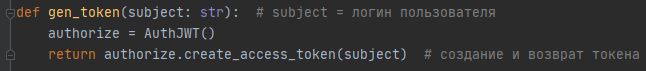 def gen_token(subject: str):  # subject = логин пользователя
    authorize = AuthJWT()
    return authorize.create_access_token(subject)  # создание и возврат токена